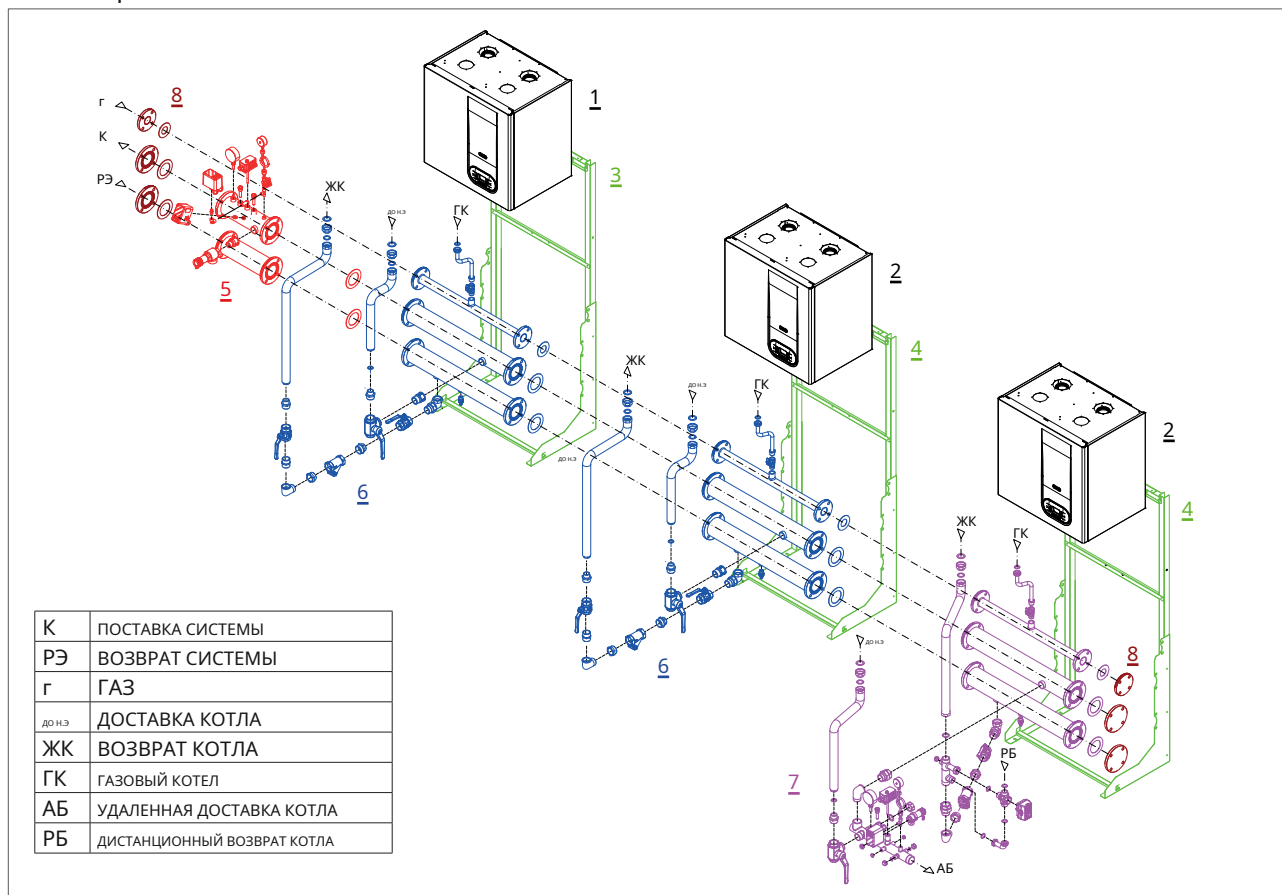 1
8
г
К
3
РЭ
ЖК
до н.э
ГК
2
5
4
ЖК
до н.э
ГК
2
до н.э
6
4
ЖК
ГК
до н.э
6
8
РБ
7
АБ
К ПОСТАВКА СИСТЕМЫ
РЭ ВОЗВРАТ СИСТЕМЫ
г ГАЗ
до н.э ДОСТАВКА КОТЛА
ЖК ВОЗВРАТ КОТЛА
ГК ГАЗОВЫЙ КОТЕЛ
АБ УДАЛЕННАЯ ДОСТАВКА КОТЛА
РБ ДИСТАНЦИОННЫЙ ВОЗВРАТ КОТЛА